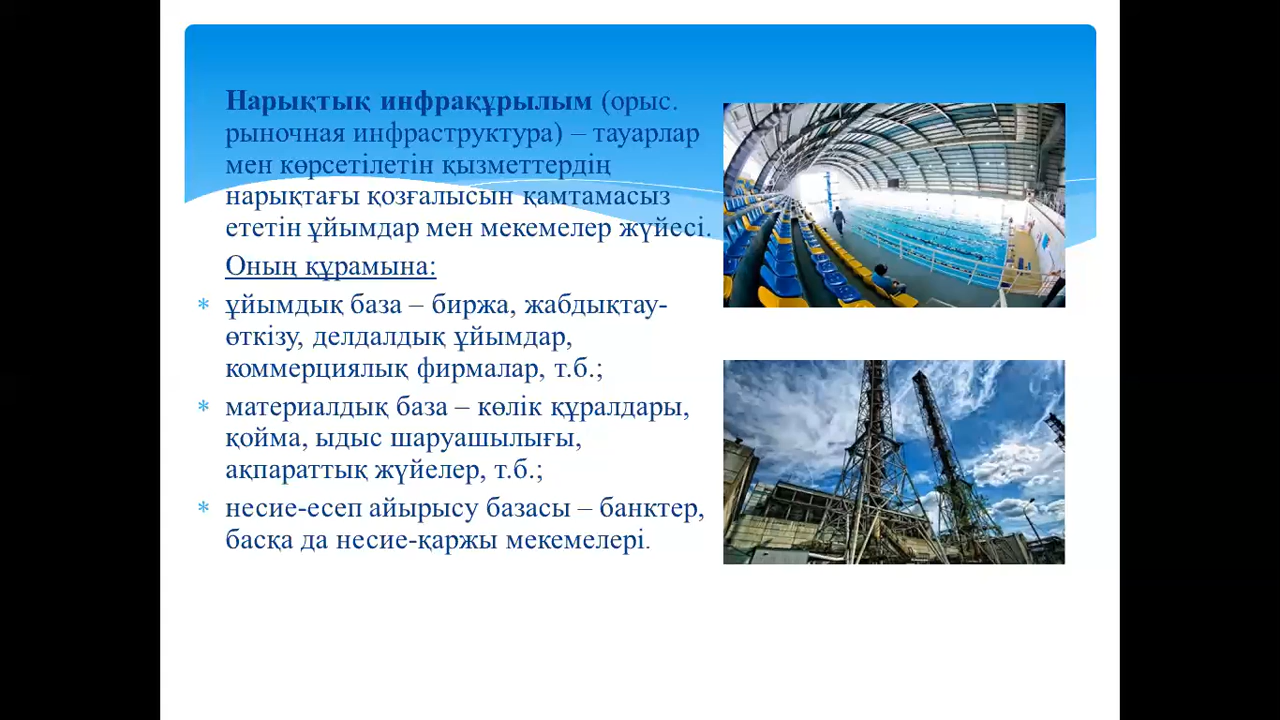 Нарықтық инфрақұрылым (орыс.
рыночная инфраструктура) – тауарлар
мен көрсетілетін қызметтердің
нарықтағы қозғалысын қамтамасыз
ететін ұйымдар мен мекемелер жүйесі.
Оның құрамына:
* ұйымдық база – биржа, жабдықтау-
өткізу, делдалдық ұйымдар,
коммерциялық фирмалар, т.б.;
* материалдық база – көлік құралдары,
қойма, ыдыс шаруашылығы,
ақпараттық жүйелер, т.б.;
* несие-есеп айырысу базасы – банктер,
басқа да несие-қаржы мекемелері.